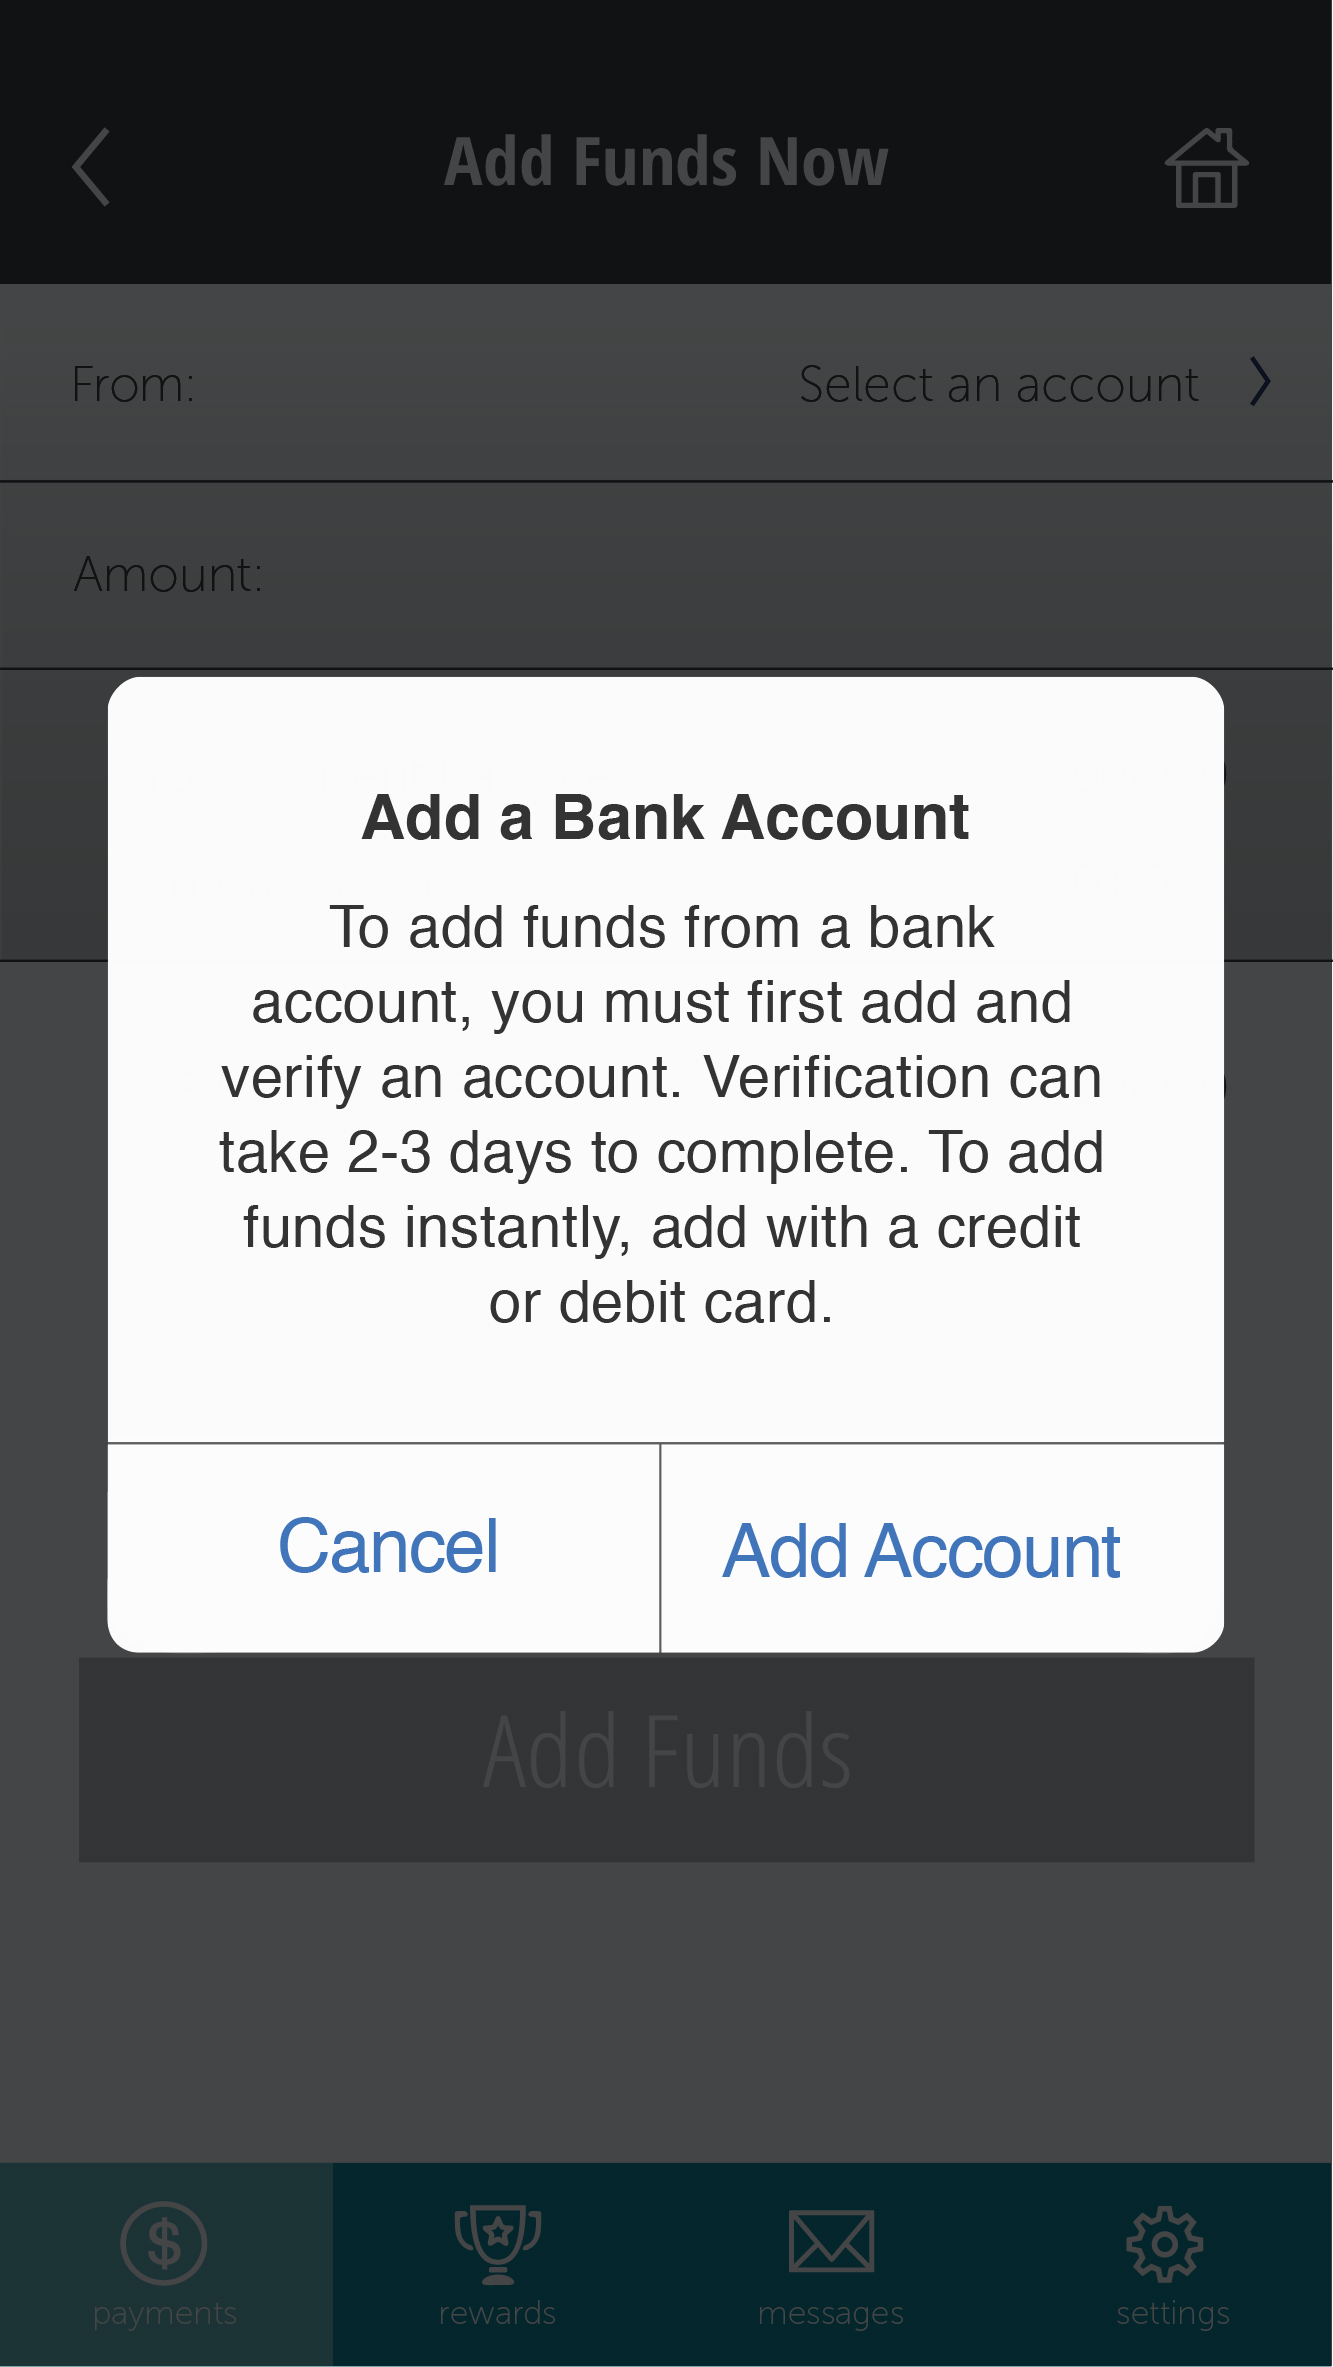 Add Funds Now
From: Select an account
Amount:
Add a Bank Account
To add funds from a bank
account, you must first add and
verify an account. Verification can
take 2-3 days to complete. To add
funds instantly, add with a credit
or debit card.
Cancel Add Account
Add Funds
payments rewards messages settings